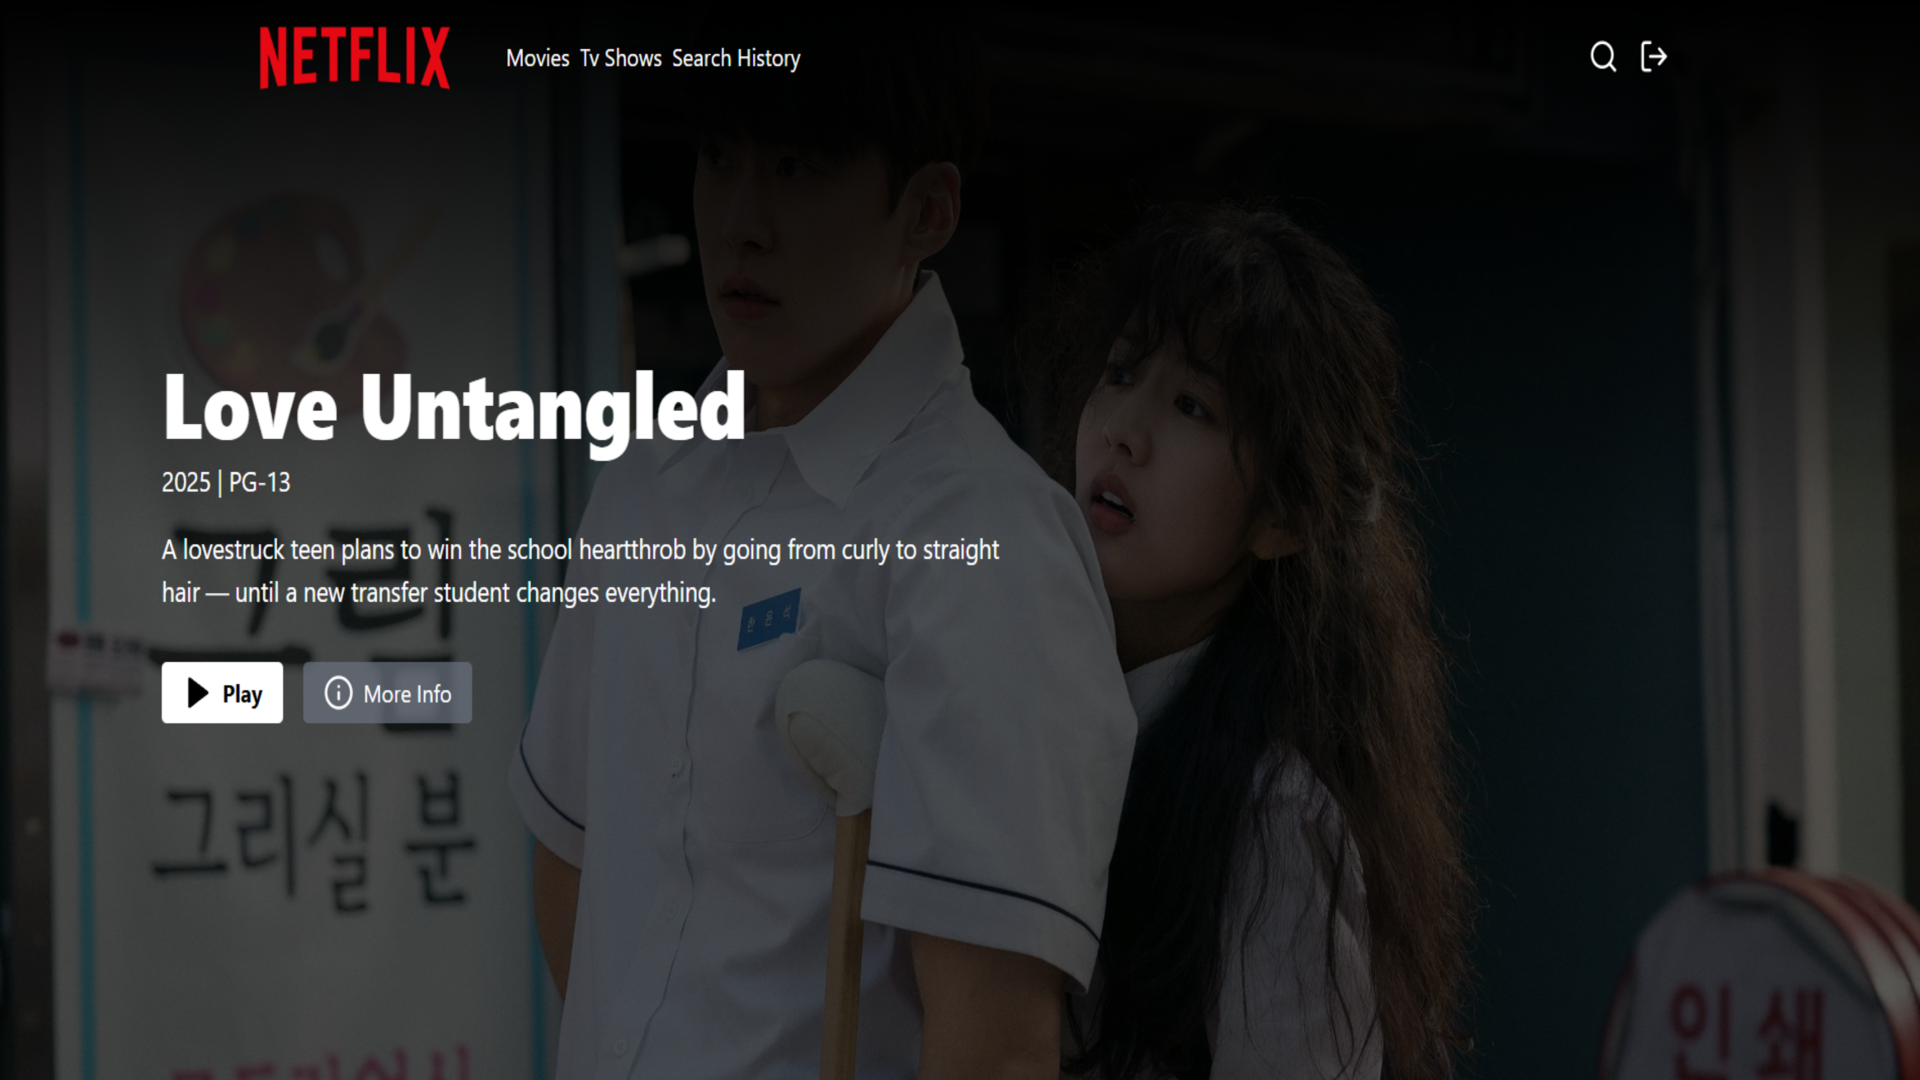 NETFLIX
Movies Tv Shows Search History
Love Untangled
2025 | PG-13
A lovestruck teen plans to win the school heartthrob by going from curly to straight
hair — until a new transfer student changes everything.
그림
Play
More Info
그리실 분
인쇄